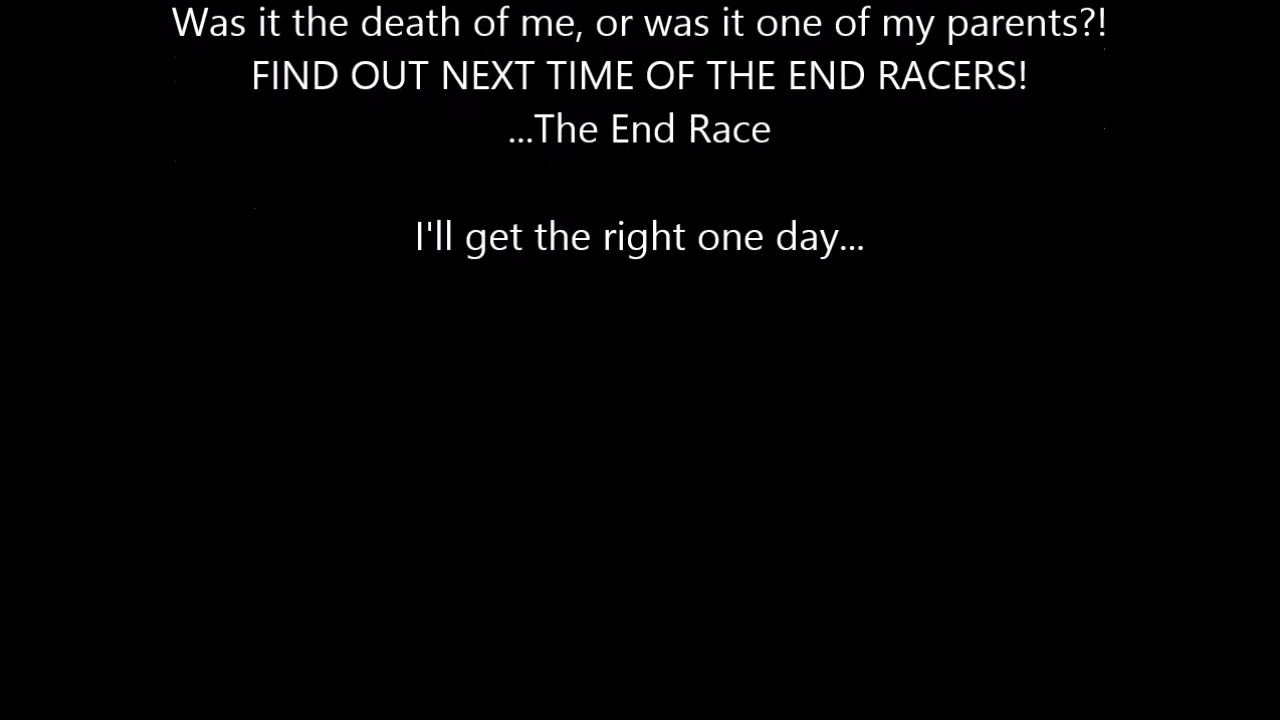 Was it the death of me, or was it one of my parents?!
FIND OUT NEXT TIME OF THE END RACERS!
...The End Race
I'll get the right one day...